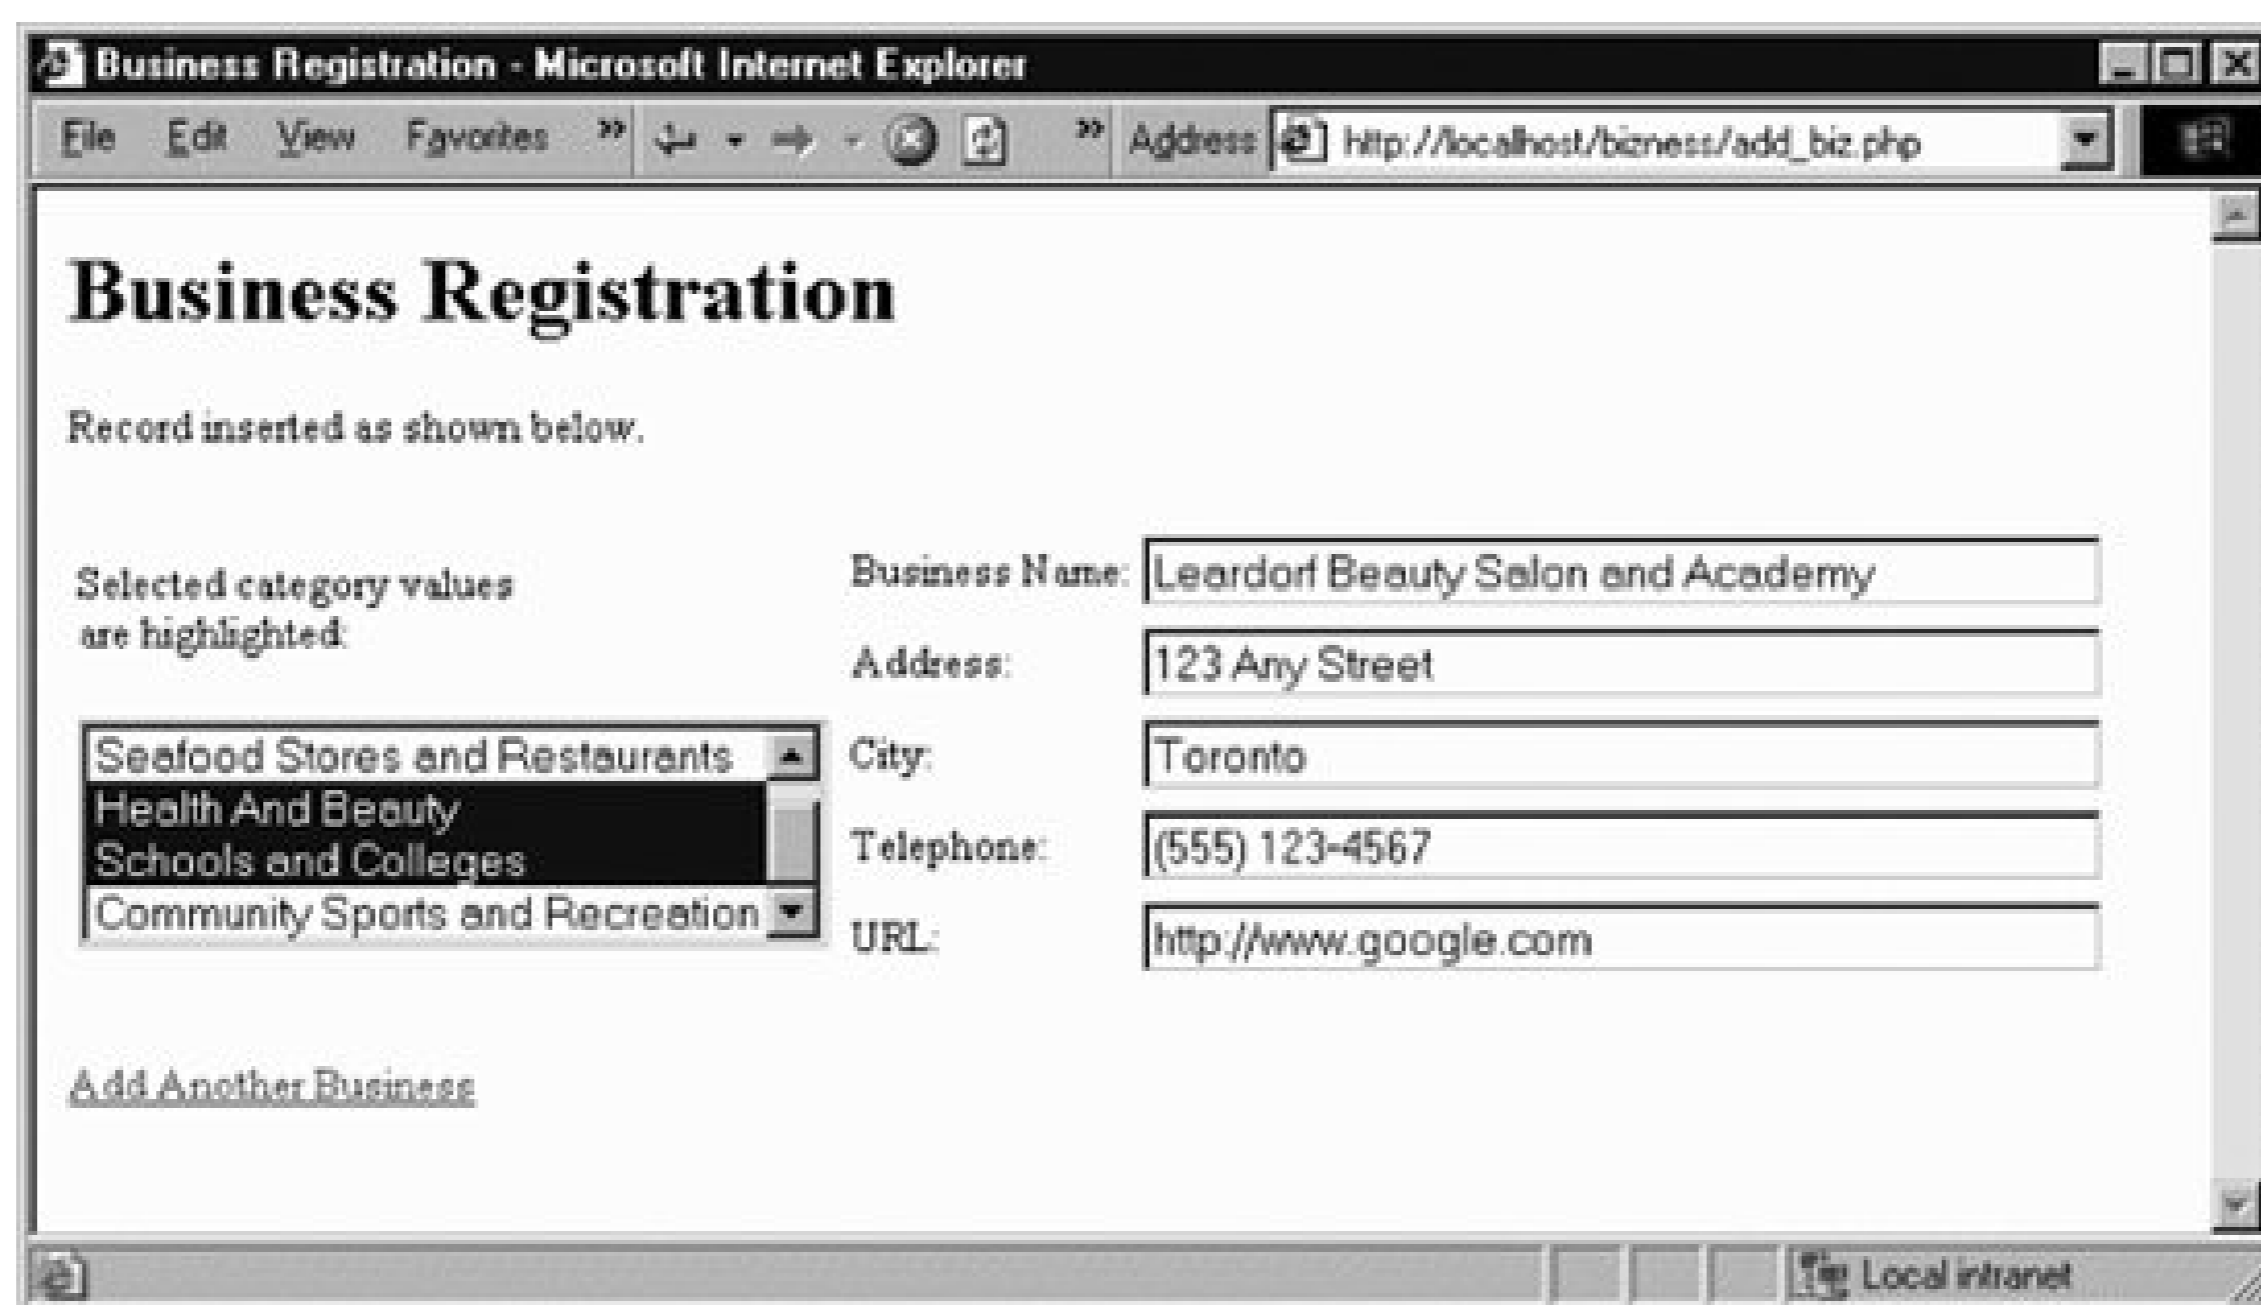 Business Registration - Microsoft Internet Explorer
File Edit View Favorites » » Address http://localhost/bizness/add_biz.php
Business Registration
Record inserted as shown below.
Selected category values
are highlighted:
Seafood Stores and Restaurants
Health And Beauty
Schools and Colleges
Community Sports and Recreation
Business Name: Leardorf Beauty Salon and Academy
Address: 123 Any Street
City: Toronto
Telephone: (555) 123-4567
URL: http://www.google.com
Add Another Business
Local intranet